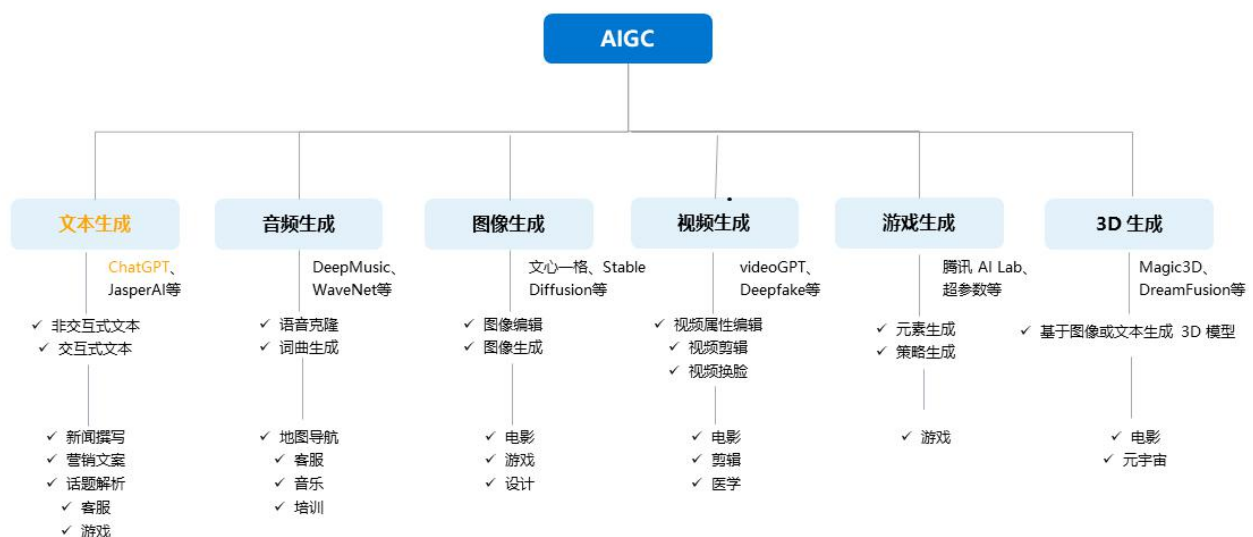 AIGC
文本生成
ChatGPT、
JasperAI等
✓ 非交互式文本
✓ 交互式文本
✓ 新闻撰写
✓ 营销文案
✓ 话题解析
✓ 客服
✓ 游戏
音频生成
DeepMusic、
WaveNet等
✓ 语音克隆
✓ 词曲生成
✓ 地图导航
✓ 客服
✓ 音乐
✓ 培训
图像生成
文心一格、Stable
Diffusion等
✓ 图像编辑
✓ 图像生成
✓ 电影
✓ 游戏
✓ 设计
视频生成
videoGPT、
Deepfake等
✓ 视频属性编辑
✓ 视频剪辑
✓ 视频换脸
✓ 电影
✓ 剪辑
✓ 医学
游戏生成
腾讯 AI Lab、
超参数等
✓ 元素生成
✓ 策略生成
✓ 游戏
3D 生成
Magic3D、
DreamFusion等
✓ 基于图像或文本生成 3D 模型
✓ 电影
✓ 元宇宙